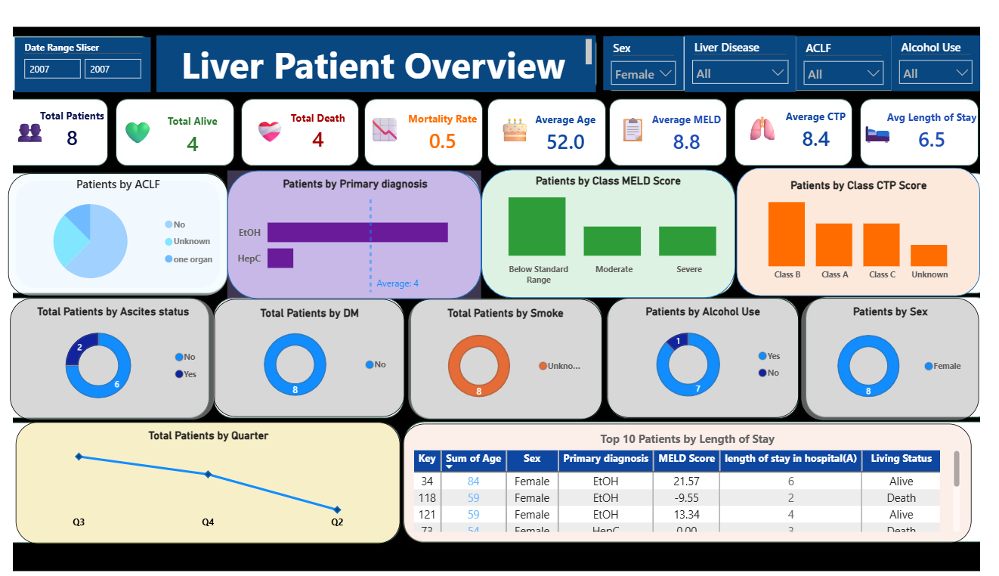 Date Range Sliser
2007
2007
Liver Patient Overview
Sex
Female
Liver Disease
All
ACLF
All
Alcohol Use
All
Total Patients
8
Total Alive
4
Total Death
4
Mortality Rate
0.5
Average Age
52.0
Average MELD
8.8
Average CTP
8.4
Avg Length of Stay
6.5
Patients by ACLF
No
Unknown
one organ
Patients by Primary diagnosis
EtOH
HepC
Average: 4
Patients by Class MELD Score
Below Standard
Range
Moderate
Severe
Patients by Class CTP Score
Class B
Class A
Class C
Unknown
Total Patients by Ascites status
2
6
No
Yes
Total Patients by DM
8
No
Total Patients by Smoke
8
Unkno...
Patients by Alcohol Use
1
7
Yes
No
Patients by Sex
8
Female
Total Patients by Quarter
Q3
Q4
Q2
Top 10 Patients by Length of Stay
Key Sum of Age Sex Primary diagnosis MELD Score length of stay in hospital(A) Living Status
34 84 Female EtOH 21.57 6 Alive
118 59 Female EtOH -9.55 2 Death
121 59 Female EtOH 13.34 4 Alive
73 54 Female HepC 0.00 3 Death